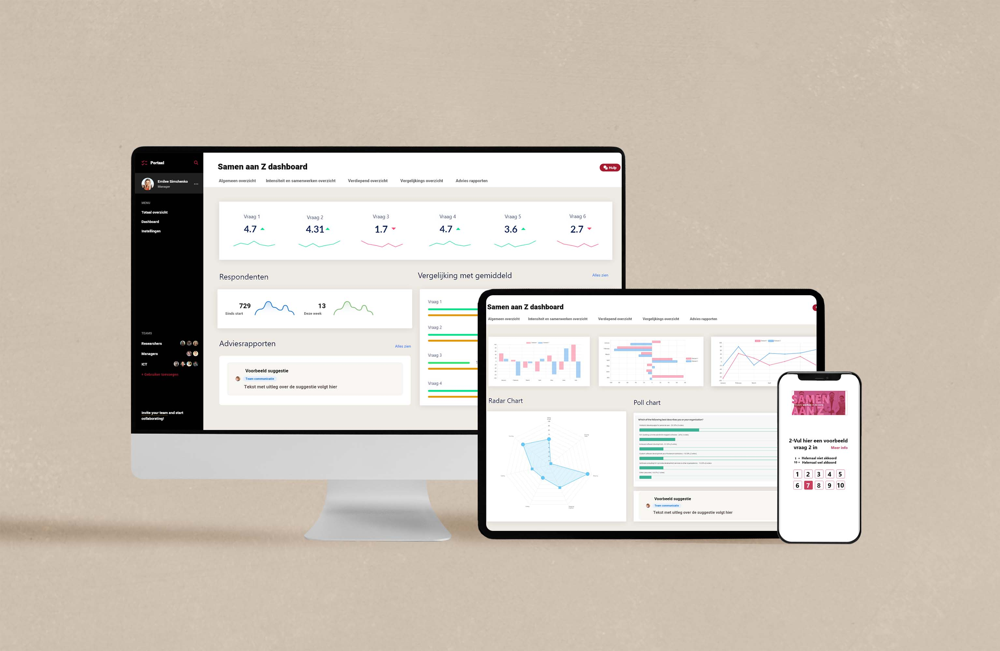 Portaal
Emilee Simchenko
Manager
MENU
Totaal overzicht
Dashboard
Instellingen
TEAMS
Researchers
Managers
ICT
+ Gebruiker toevoegen
Invite your team and start
collaborating!
Samen aan Z dashboard
Hulp
Algemeen overzicht Intensiteit en samenwerken overzicht Verdiepend overzicht Vergelijkings overzicht Advies rapporten
Vraag 1 Vraag 2 Vraag 3 Vraag 4 Vraag 5 Vraag 6
4.7 4.31 1.7 4.7 3.6 2.7
Respondenten
729 13
Sinds start Deze week
Adviesrapporten Alles zien
Voorbeeld suggestie
Team communicatie
Tekst met uitleg over de suggestie volgt hier
Vergelijking met gemiddeld Alles zien
Vraag 1
Vraag 2
Vraag 3
Vraag 4
Samen aan Z dashboard
Algemeen overzicht Intensiteit en samenwerken overzicht Verdiepend overzicht Vergelijkings overzicht Advies rapporten
Radar Chart
Poll chart
Which of the following best describes you or your organization?
Voorbeeld suggestie
Team communicatie
Tekst met uitleg over de suggestie volgt hier
SAMEN
Anders werken in de zorg
AAN Z
2→Vul hier een voorbeeld
vraag 2 in Meer info
1 → Helemaal niet akkoord
10 → Helemaal wel akkoord
1 2 3 4 5
6 7 8 9 10